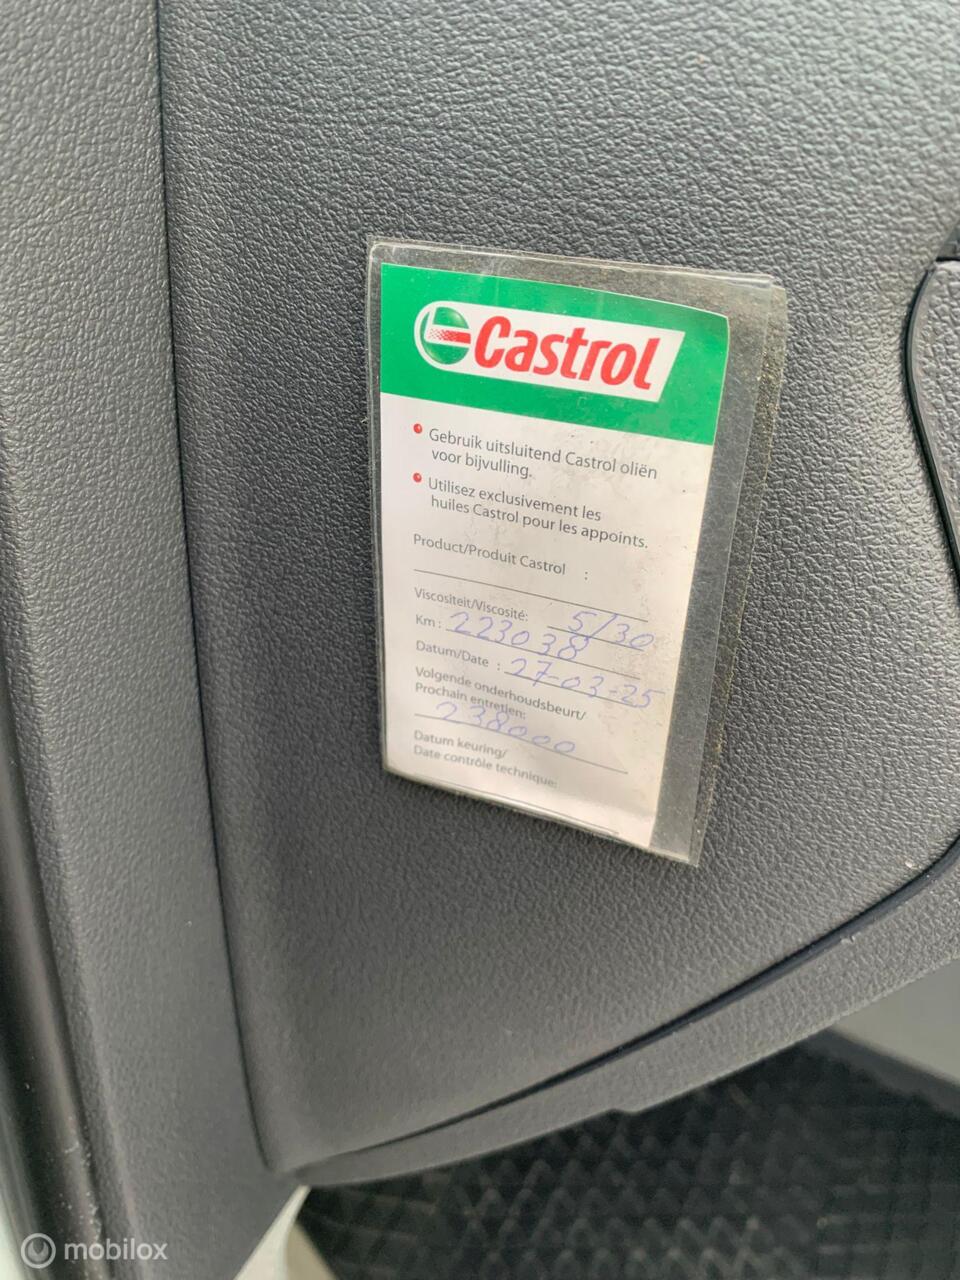 Castrol
Gebruik uitsluitend Castrol oliën
voor bijvulling.
Utilisez exclusivement les
huiles Castrol pour les appoints.
Product/Produit Castrol :
Viscositeit/Viscosité: 5/30
Km : 223038
Datum/Date : 27-03-25
Volgende onderhoudsbeurt/
Prochain entretien:
238000
Datum keuring/
Date contrôle technique:
mobilox